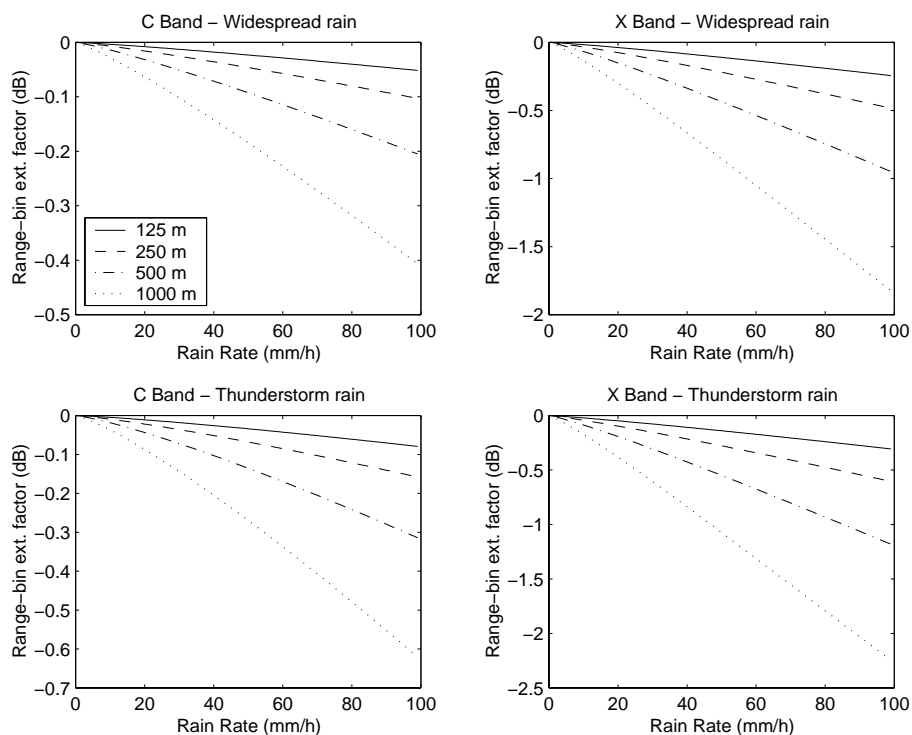 C Band – Widespread rain
0
–0.1
–0.2
–0.3
–0.4
–0.5
Range–bin ext. factor (dB)
125 m
250 m
500 m
1000 m
0 20 40 60 80 100
Rain Rate (mm/h)
X Band – Widespread rain
0
–0.5
–1
–1.5
–2
Range–bin ext. factor (dB)
0 20 40 60 80 100
Rain Rate (mm/h)
C Band – Thunderstorm rain
0
–0.1
–0.2
–0.3
–0.4
–0.5
–0.6
–0.7
Range–bin ext. factor (dB)
0 20 40 60 80 100
Rain Rate (mm/h)
X Band – Thunderstorm rain
0
–0.5
–1
–1.5
–2
–2.5
Range–bin ext. factor (dB)
0 20 40 60 80 100
Rain Rate (mm/h)